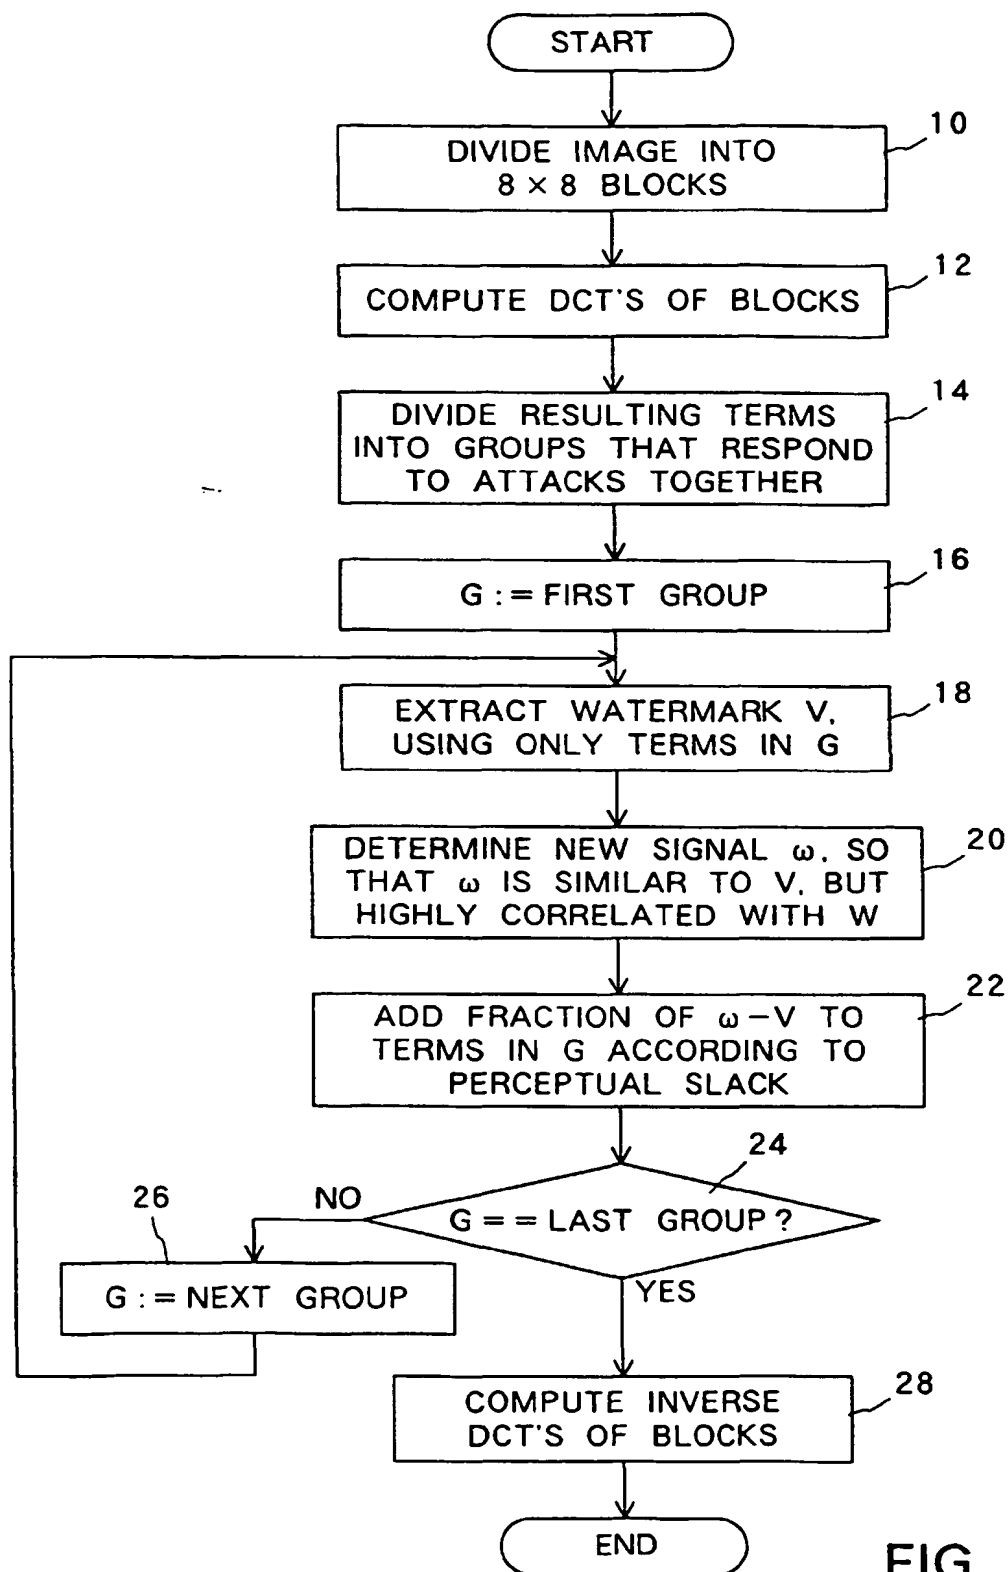 START
10
DIVIDE IMAGE INTO
8 × 8 BLOCKS
12
COMPUTE DCT'S OF BLOCKS
14
DIVIDE RESULTING TERMS
INTO GROUPS THAT RESPOND
TO ATTACKS TOGETHER
16
G := FIRST GROUP
18
EXTRACT WATERMARK V,
USING ONLY TERMS IN G
20
DETERMINE NEW SIGNAL ω, SO
THAT ω IS SIMILAR TO V, BUT
HIGHLY CORRELATED WITH W
22
ADD FRACTION OF ω-V TO
TERMS IN G ACCORDING TO
PERCEPTUAL SLACK
24
G == LAST GROUP?
NO
26
G := NEXT GROUP
YES
28
COMPUTE INVERSE
DCT'S OF BLOCKS
END
FIG